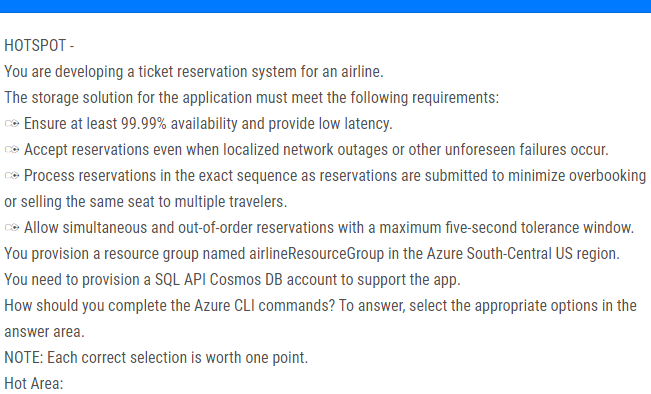 HOTSPOT -
You are developing a ticket reservation system for an airline.
The storage solution for the application must meet the following requirements:
Ensure at least 99.99% availability and provide low latency.
Accept reservations even when localized network outages or other unforeseen failures occur.
Process reservations in the exact sequence as reservations are submitted to minimize overbooking
or selling the same seat to multiple travelers.
Allow simultaneous and out-of-order reservations with a maximum five-second tolerance window.
You provision a resource group named airlineResourceGroup in the Azure South-Central US region.
You need to provision a SQL API Cosmos DB account to support the app.
How should you complete the Azure CLI commands? To answer, select the appropriate options in the
answer area.
NOTE: Each correct selection is worth one point.
Hot Area: